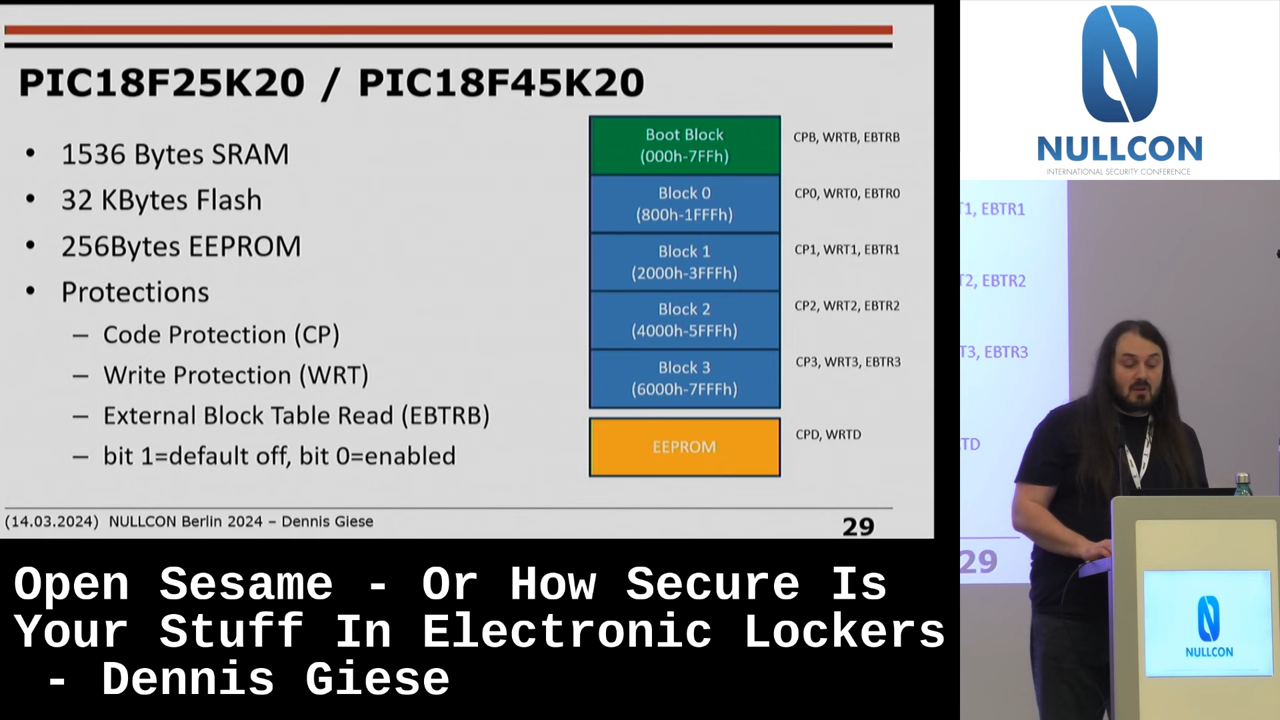 PIC18F25K20 / PIC18F45K20
• 1536 Bytes SRAM
• 32 KBytes Flash
• 256Bytes EEPROM
• Protections
– Code Protection (CP)
– Write Protection (WRT)
– External Block Table Read (EBTRB)
– bit 1=default off, bit 0=enabled
Boot Block
(000h-7FFh)
CPB, WRTB, EBTRB
Block 0
(800h-1FFFh)
CP0, WRT0, EBTR0
Block 1
(2000h-3FFFh)
CP1, WRT1, EBTR1
Block 2
(4000h-5FFFh)
CP2, WRT2, EBTR2
Block 3
(6000h-7FFFh)
CP3, WRT3, EBTR3
EEPROM
CPD, WRTD
(14.03.2024) NULLCON Berlin 2024 – Dennis Giese
29
NULLCON
INTERNATIONAL SECURITY CONFERENCE
T1, EBTR1
T2, EBTR2
T3, EBTR3
TD
29
NULLCON
Open Sesame - Or How Secure Is
Your Stuff In Electronic Lockers
- Dennis Giese